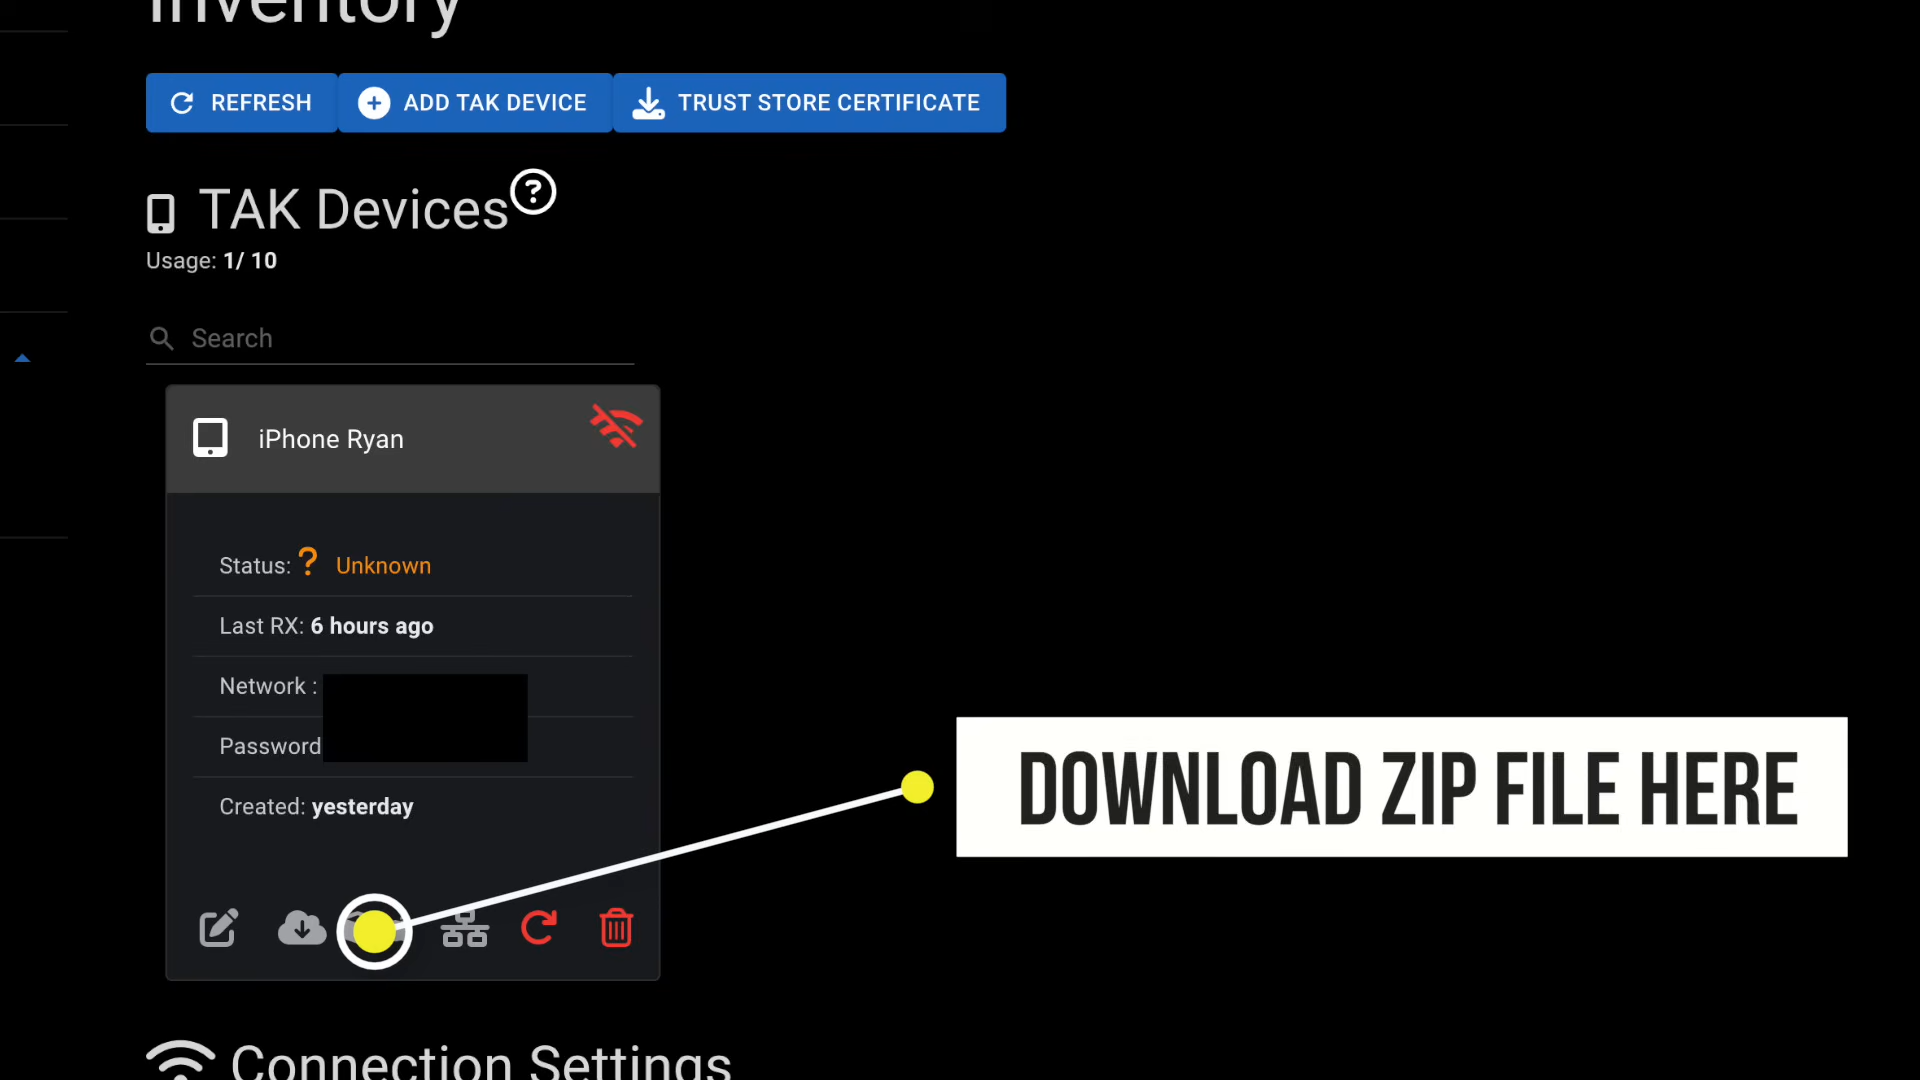 Inventory
REFRESH
ADD TAK DEVICE
TRUST STORE CERTIFICATE
TAK Devices
Usage: 1/ 10
Search
iPhone Ryan
Status: ? Unknown
Last RX: 6 hours ago
Network :
Password
Created: yesterday
DOWNLOAD ZIP FILE HERE
Connection Settings